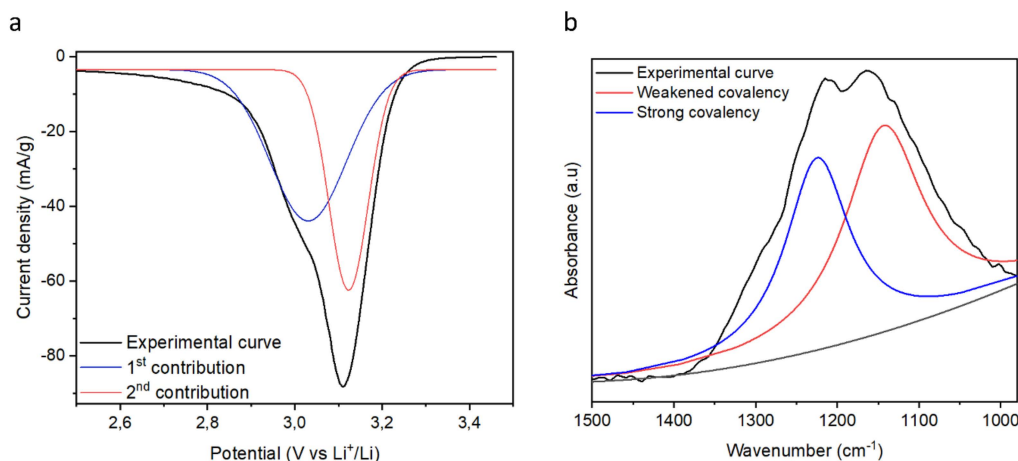 a
0
-20
-40
-60
-80
Current density (mA/g)
Experimental curve
1st contribution
2nd contribution
2,6
2,8
3,0
3,2
3,4
Potential (V vs Li+/Li)
b
Experimental curve
Weakened covalency
Strong covalency
Absorbance (a.u)
1500
1400
1300
1200
1100
1000
Wavenumber (cm-1)